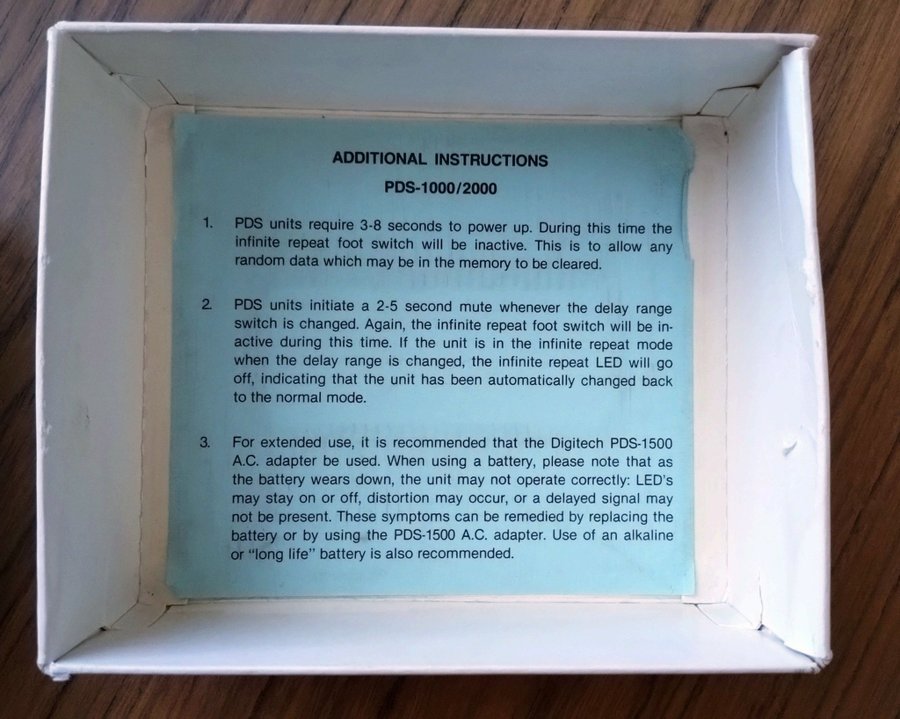 ADDITIONAL INSTRUCTIONS
PDS-1000/2000
1. PDS units require 3-8 seconds to power up. During this time the
infinite repeat foot switch will be inactive. This is to allow any
random data which may be in the memory to be cleared.
2. PDS units initiate a 2-5 second mute whenever the delay range
switch is changed. Again, the infinite repeat foot switch will be in-
active during this time. If the unit is in the infinite repeat mode
when the delay range is changed, the infinite repeat LED will go
off, indicating that the unit has been automatically changed back
to the normal mode.
3. For extended use, it is recommended that the Digitech PDS-1500
A.C. adapter be used. When using a battery, please note that as
the battery wears down, the unit may not operate correctly: LED's
may stay on or off, distortion may occur, or a delayed signal may
not be present. These symptoms can be remedied by replacing the
battery or by using the PDS-1500 A.C. adapter. Use of an alkaline
or “long life” battery is also recommended.